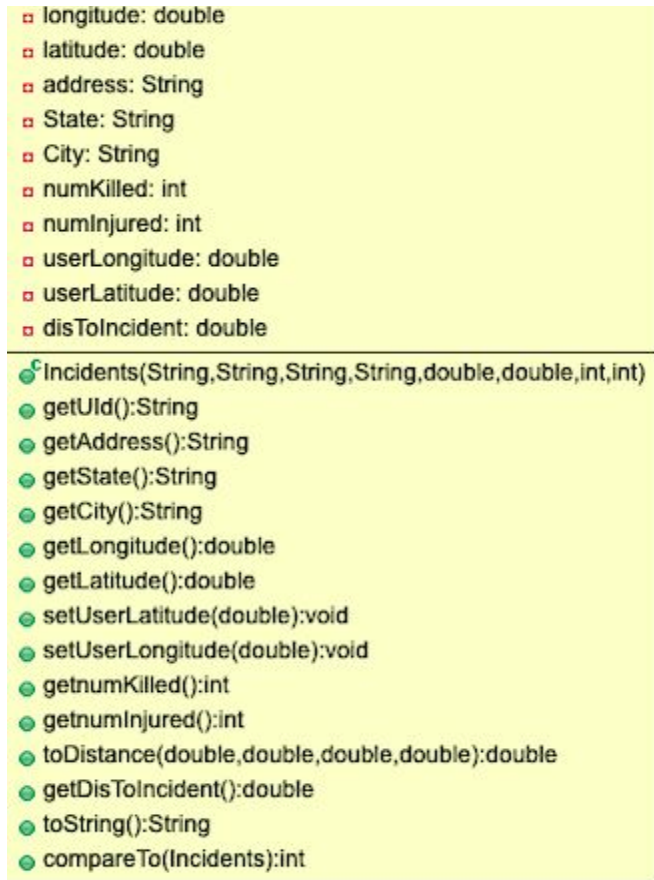 longitude: double
latitude: double
address: String
State: String
City: String
numKilled: int
numInjured: int
userLongitude: double
userLatitude: double
disToIncident: double
C Incidents(String,String,String,String,double,double,int,int)
getUId():String
getAddress():String
getState():String
getCity():String
getLongitude():double
getLatitude():double
setUserLatitude(double):void
setUserLongitude(double):void
getnumKilled():int
getnumInjured():int
toDistance(double,double,double,double):double
getDisToIncident():double
toString():String
compareTo(Incidents):int